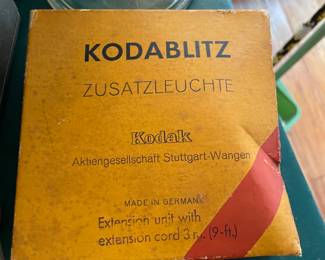 KODABLITZ
ZUSATZLEUCHTE
Kodak
Aktiengesellschaft Stuttgart-Wangen
MADE IN GERMANY
Extension unit with
extension cord 3 m. (9-ft.)